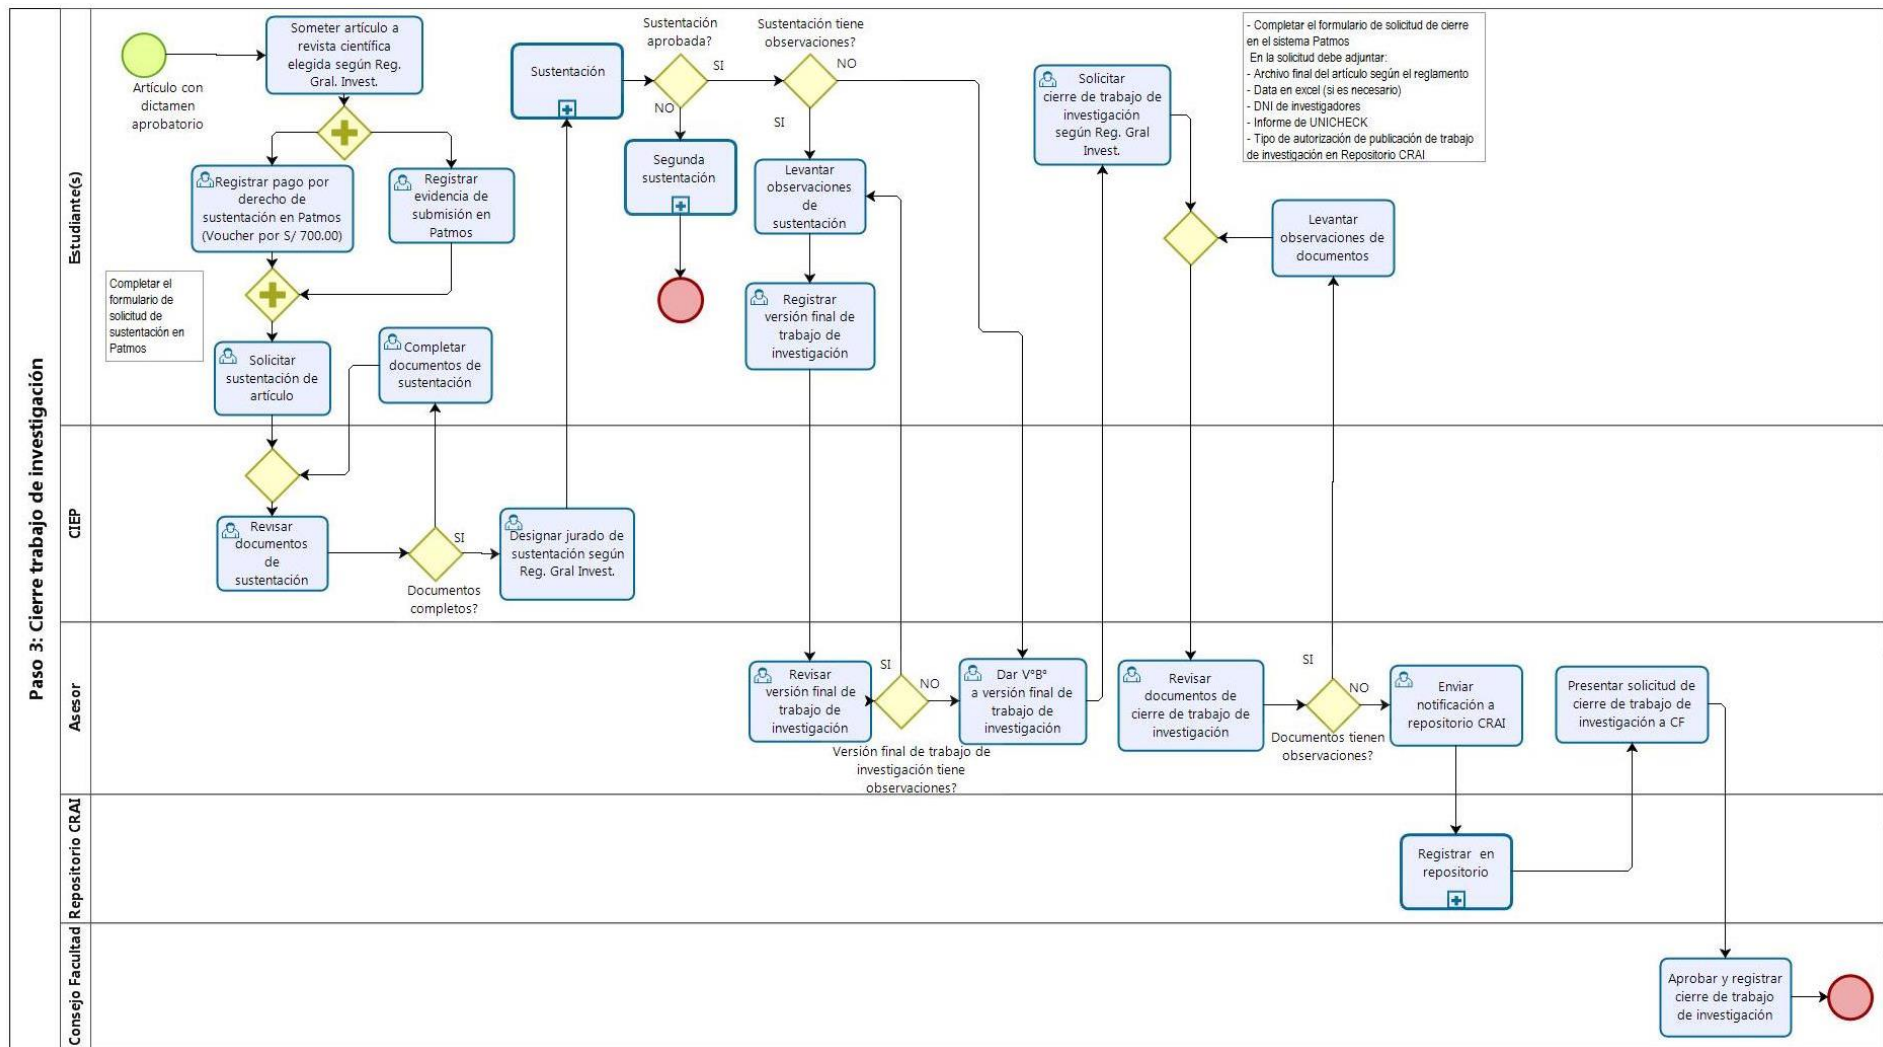 Paso 3: Cierre trabajo de investigación
Estudiante(s)
Artículo con
dictamen
aprobatorio
Someter artículo a
revista científica
elegida según Reg.
Gral. Invest.
Registrar pago por
derecho de
sustentación en Patmos
(Voucher por S/ 700.00)
Registrar
evidencia de
submisión en
Patmos
Completar el
formulario de
solicitud de
sustentación en
Patmos
Solicitar
sustentación de
artículo
Completar
documentos de
sustentación
Sustentación
Sustentación
aprobada?
SI
NO
Segunda
sustentación
Sustentación tiene
observaciones?
NO
SI
Levantar
observaciones
de
sustentación
Registrar
versión final de
trabajo de
investigación
Solicitar
cierre de trabajo de
investigación
según Reg. Gral
Invest.
- Completar el formulario de solicitud de cierre
en el sistema Patmos
En la solicitud debe adjuntar:
- Archivo final del artículo según el reglamento
- Data en excel (si es necesario)
- DNI de investigadores
- Informe de UNICHECK
- Tipo de autorización de publicación de trabajo
de investigación en Repositorio CRAI
Levantar
observaciones de
documentos
CIEP
Revisar
documentos
de
sustentación
SI
Documentos
completos?
Designar jurado de
sustentación según
Reg. Gral Invest.
Asesor
Revisar
versión final de
trabajo de
investigación
SI
NO
Versión final de trabajo de
investigación tiene
observaciones?
Dar V°B°
a versión final de
trabajo de
investigación
Revisar
documentos de
cierre de trabajo de
investigación
SI
NO
Documentos tienen
observaciones?
Enviar
notificación a
repositorio CRAI
Presentar solicitud de
cierre de trabajo de
investigación a CF
Repositorio CRAI
Registrar en
repositorio
Consejo Facultad
Aprobar y registrar
cierre de trabajo
de investigación